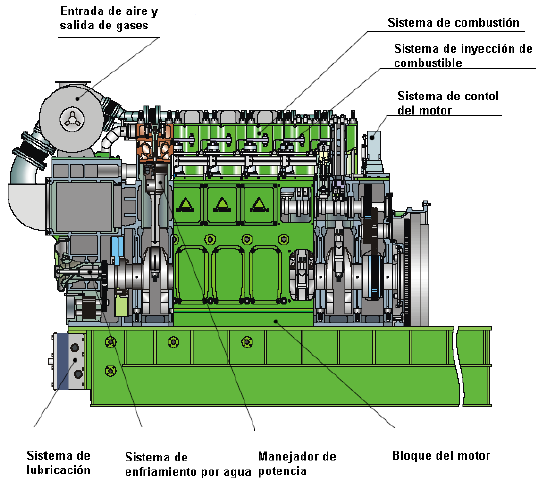 Entrada de aire y
salida de gases
Sistema de combustión
Sistema de inyección de
combustible
Sistema de contol
del motor
Sistema de
lubricación
Sistema de
enfriamiento por agua
Manejador de
potencia
Bloque del motor